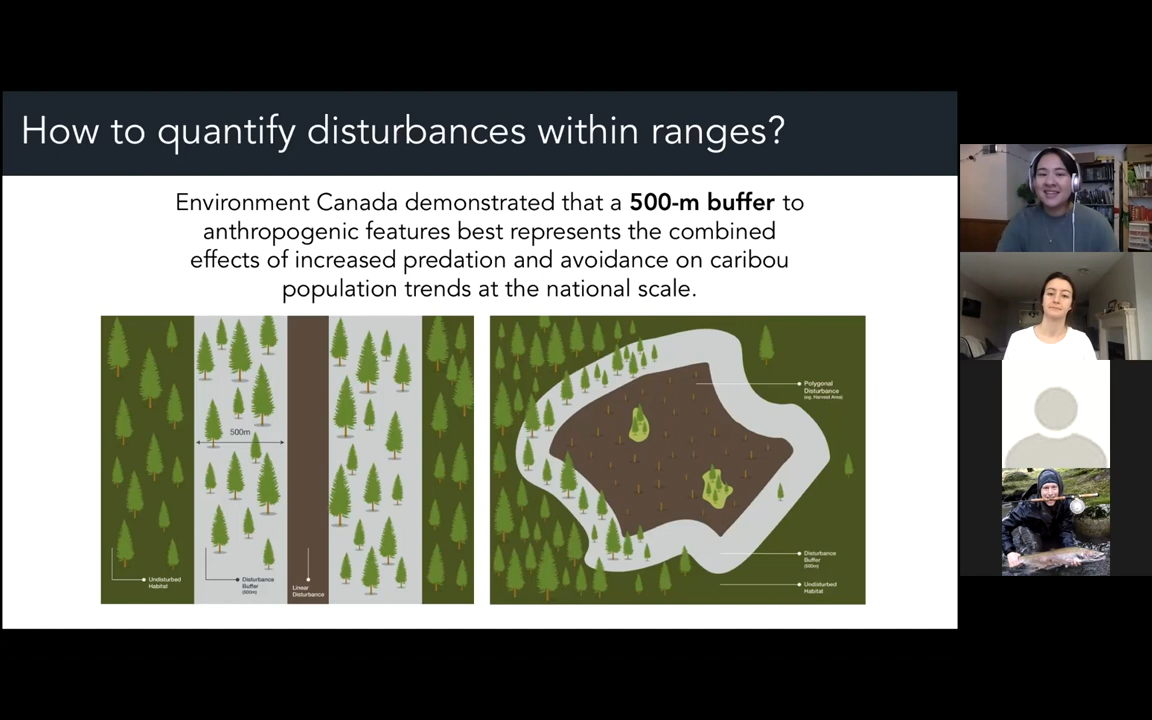 How to quantify disturbances within ranges?
Environment Canada demonstrated that a 500-m buffer to
anthropogenic features best represents the combined
effects of increased predation and avoidance on caribou
population trends at the national scale.
500m
Undisturbed
Habitat
Disturbance
Buffer
(500m)
Linear
Disturbance
Polygonal
Disturbance
(eg. Harvest Area)
Disturbance
Buffer
(500m)
Undisturbed
Habitat